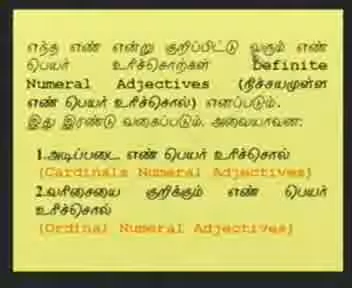 எந்த எண் என்று குறிப்பிட்டு வரும் எண்
பெயர் உரிச்சொற்கள் Definite
Numeral Adjectives (நிச்சயமுள்ள
எண் பெயர் உரிச்சொல்) எனப்படும்.
இது இரண்டு வகைப்படும். அவையாவன:
1.அடிப்படை எண் பெயர் உரிச்சொல்
(Cardinals Numeral Adjectives)
2.வரிசையை குறிக்கும் எண் பெயர்
உரிச்சொல்
(Ordinal Numeral Adjectives)